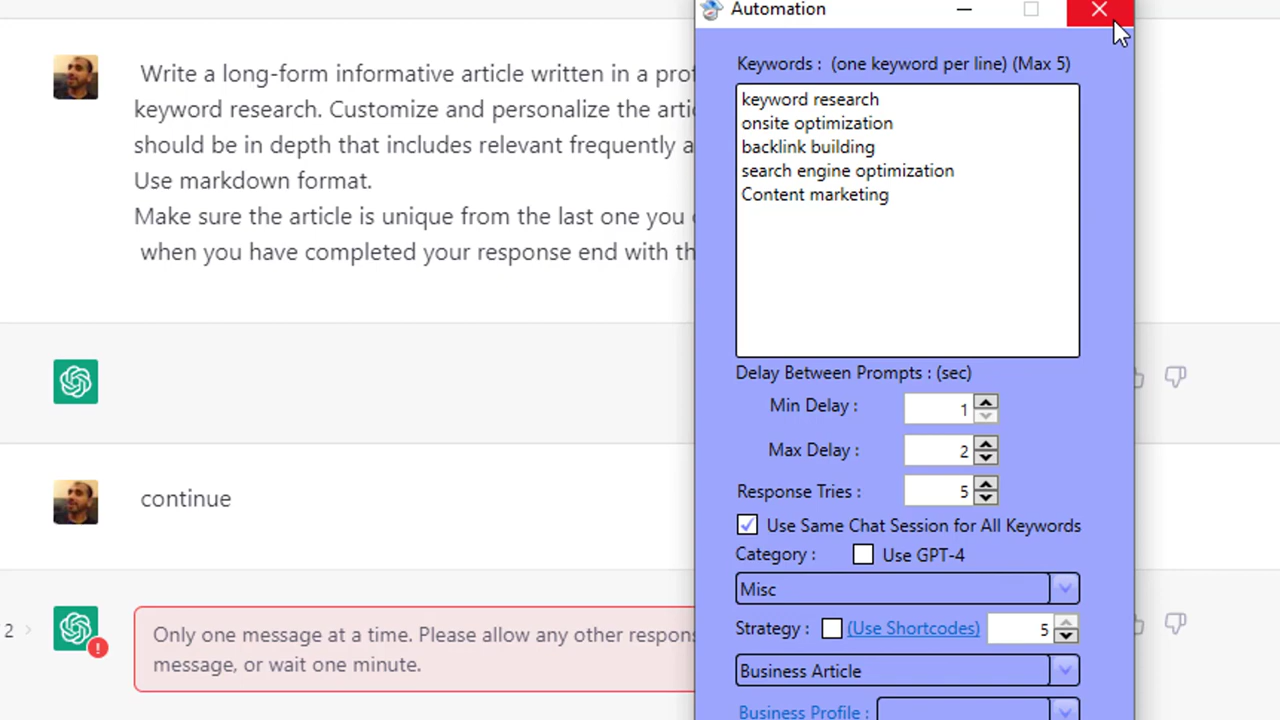 Write a long-form informative article written in a
keyword research. Customize and personalize the
should be in depth that includes relevant frequently
Use markdown format.
Make sure the article is unique from the last one you
when you have completed your response end with
continue
2
Only one message at a time. Please allow any other
message, or wait one minute.
Automation
Keywords : (one keyword per line) (Max 5)
keyword research
onsite optimization
backlink building
search engine optimization
Content marketing
Delay Between Prompts : (sec)
Min Delay : 1
Max Delay : 2
Response Tries : 5
Use Same Chat Session for All Keywords
Category : Use GPT-4
Misc
Strategy : (Use Shortcodes) 5
Business Article
Business Profile :